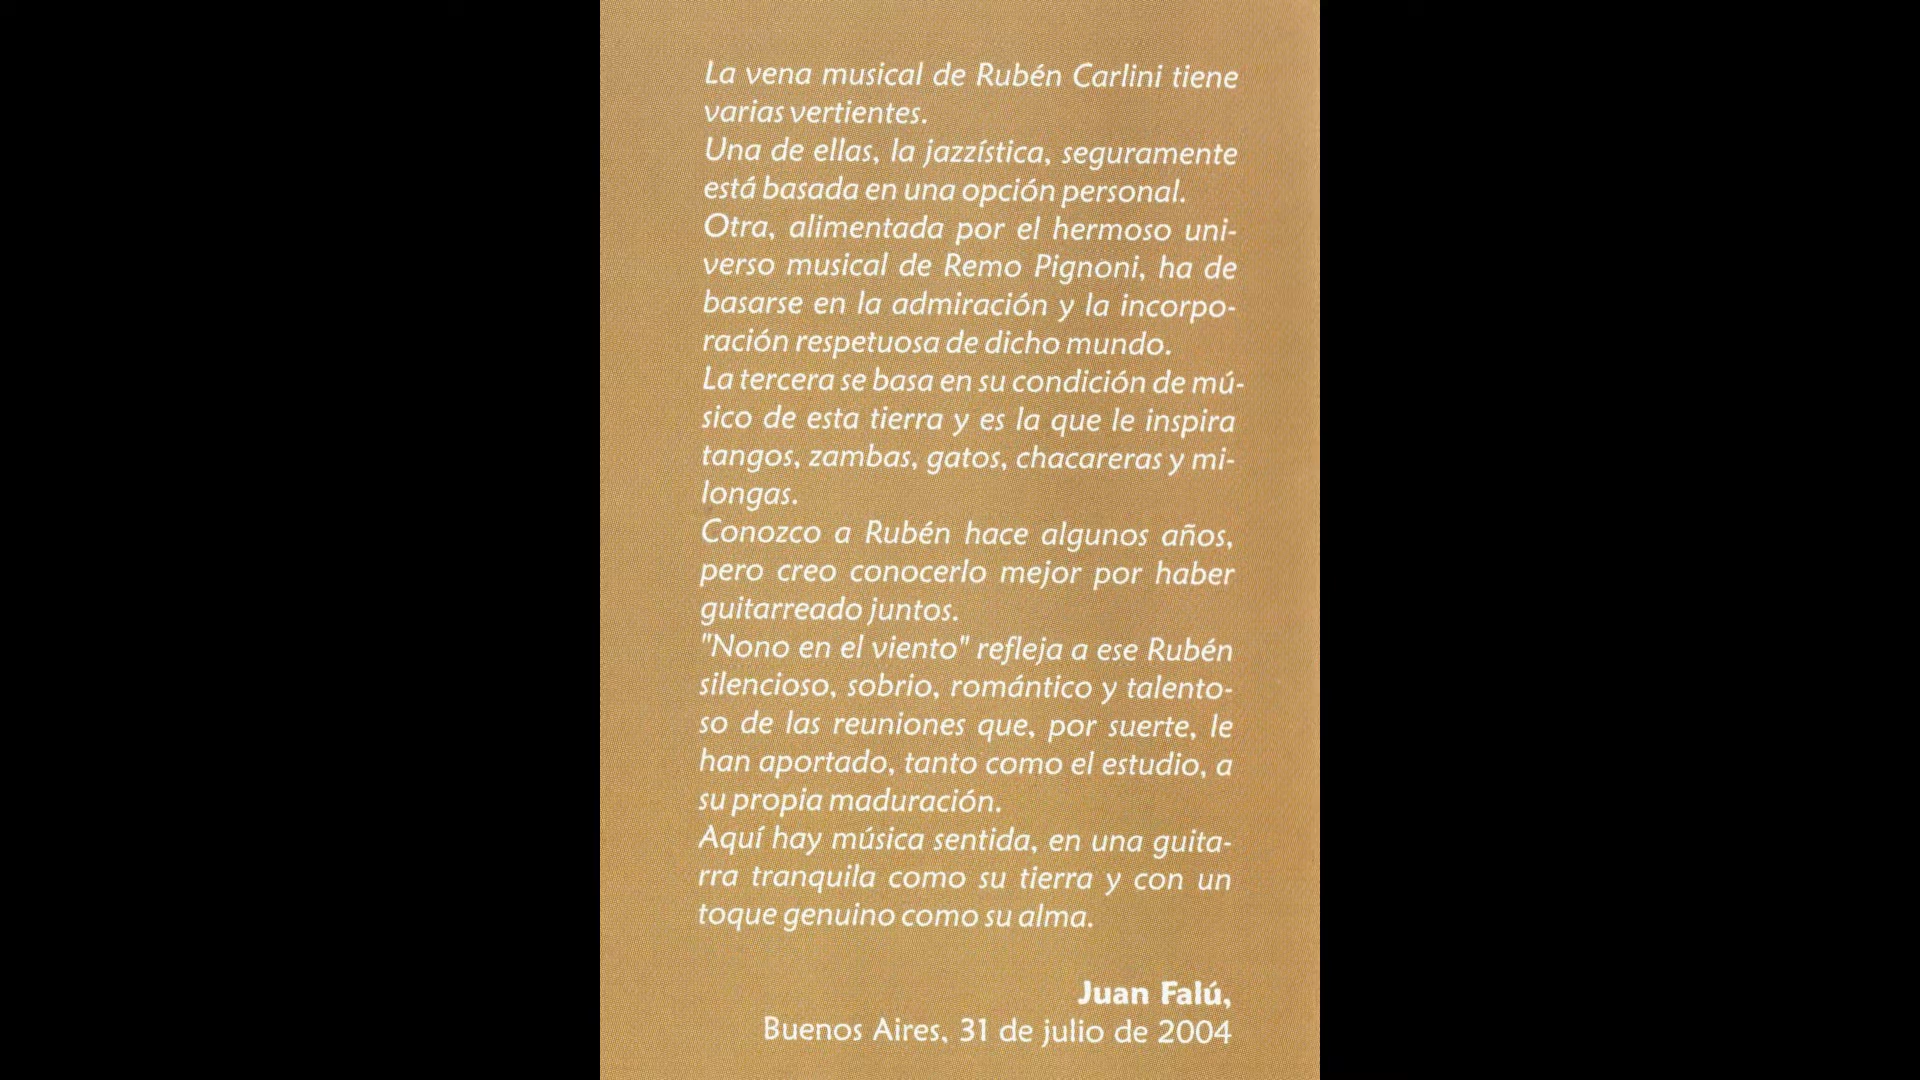 La vena musical de Rubén Carlini tiene
varias vertientes.
Una de ellas, la jazzística, seguramente
está basada en una opción personal.
Otra, alimentada por el hermoso uni-
verso musical de Remo Pignoni, ha de
basarse en la admiración y la incorpo-
ración respetuosa de dicho mundo.
La tercera se basa en su condición de mú-
sico de esta tierra y es la que le inspira
tangos, zambas, gatos, chacareras y mi-
longas.
Conozco a Rubén hace algunos años,
pero creo conocerlo mejor por haber
guitarreado juntos.
"Nono en el viento" refleja a ese Rubén
silencioso, sobrio, romántico y talento-
so de las reuniones que, por suerte, le
han aportado, tanto como el estudio, a
su propia maduración.
Aquí hay música sentida, en una guita-
rra tranquila como su tierra y con un
toque genuino como su alma.
Juan Falú,
Buenos Aires, 31 de julio de 2004